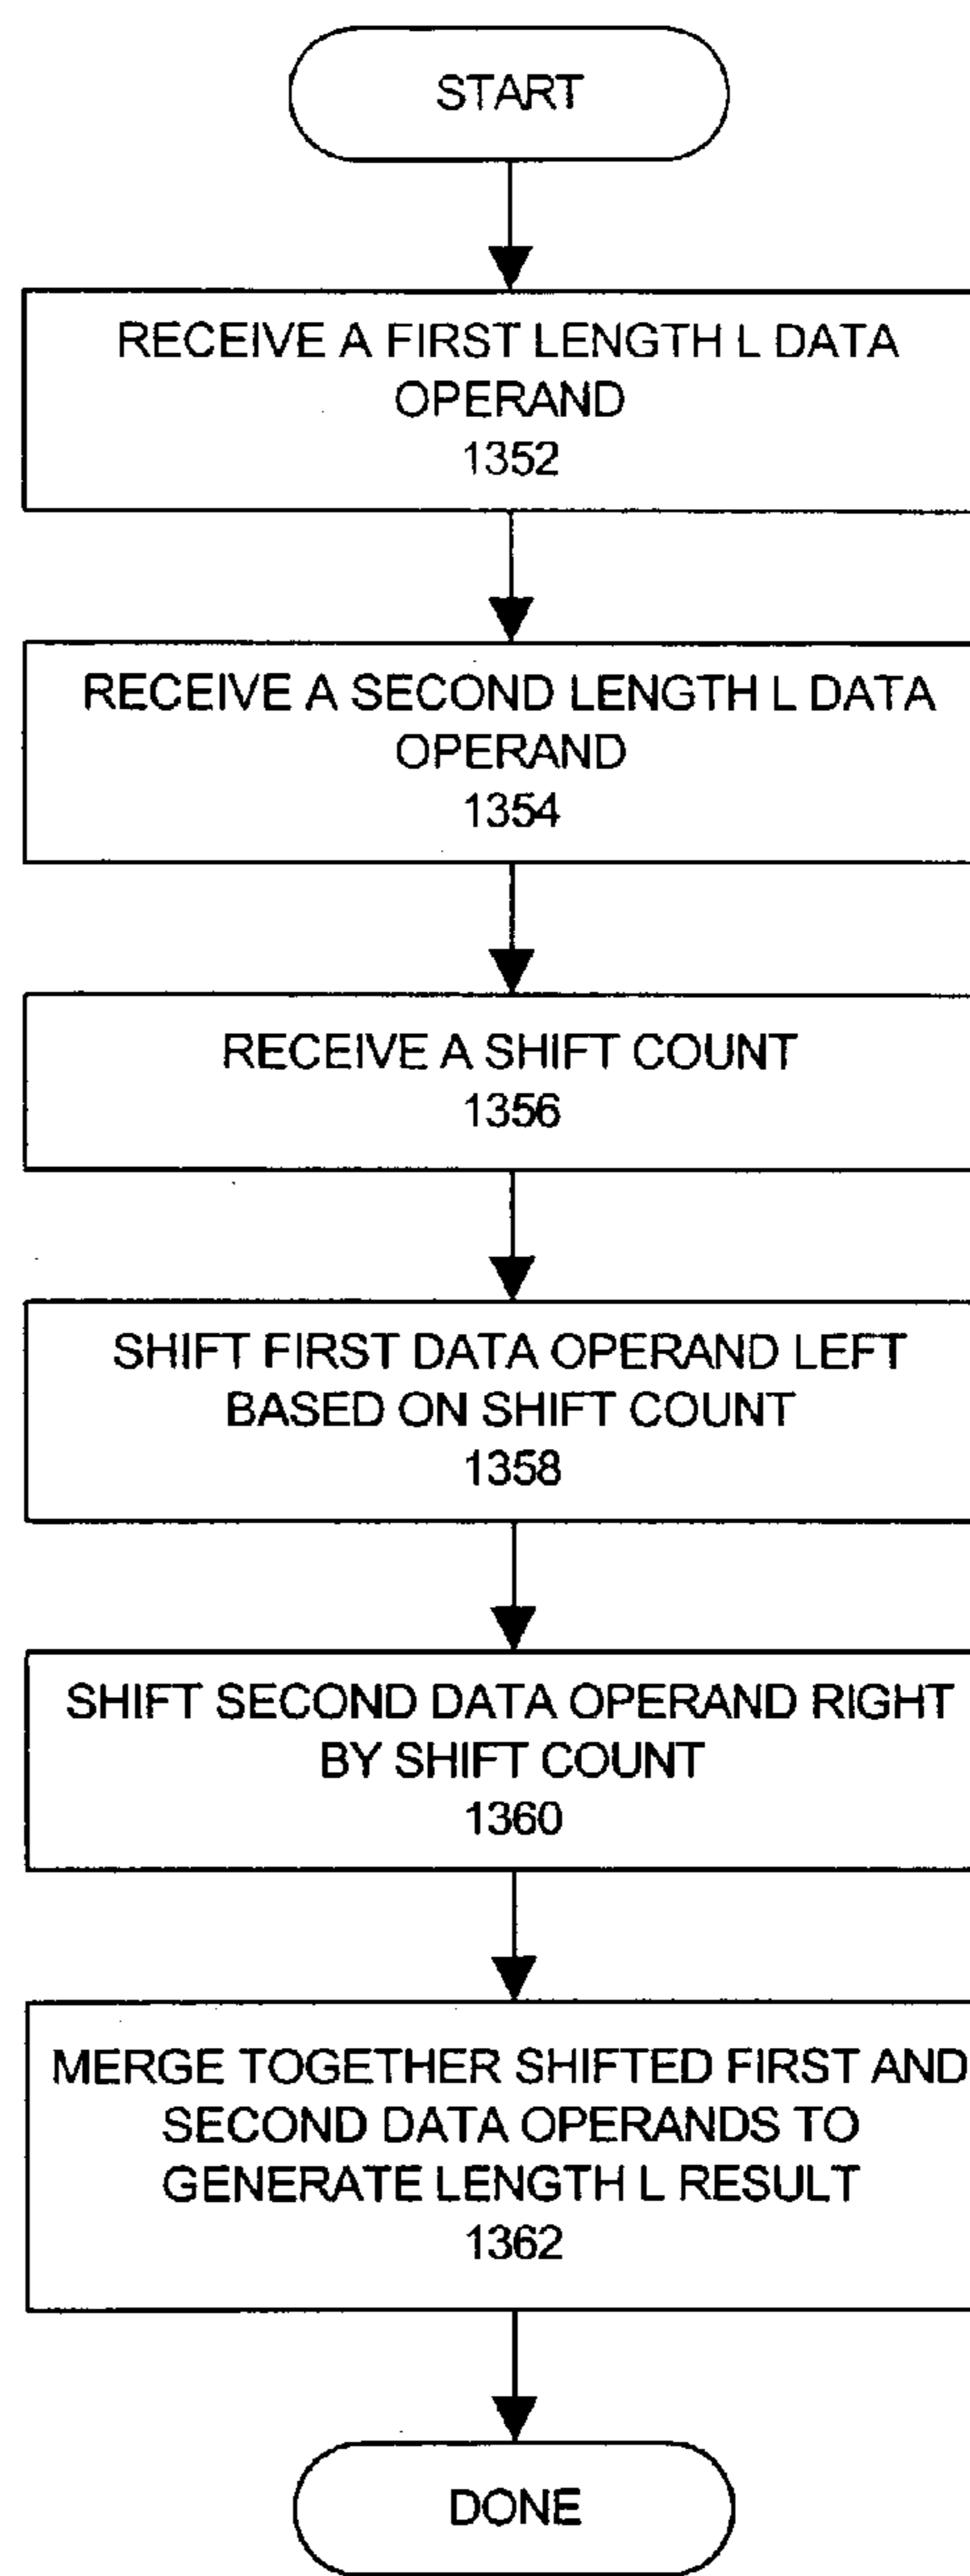 START
RECEIVE A FIRST LENGTH L DATA
OPERAND
1352
RECEIVE A SECOND LENGTH L DATA
OPERAND
1354
RECEIVE A SHIFT COUNT
1356
SHIFT FIRST DATA OPERAND LEFT
BASED ON SHIFT COUNT
1358
SHIFT SECOND DATA OPERAND RIGHT
BY SHIFT COUNT
1360
MERGE TOGETHER SHIFTED FIRST AND
SECOND DATA OPERANDS TO
GENERATE LENGTH L RESULT
1362
DONE